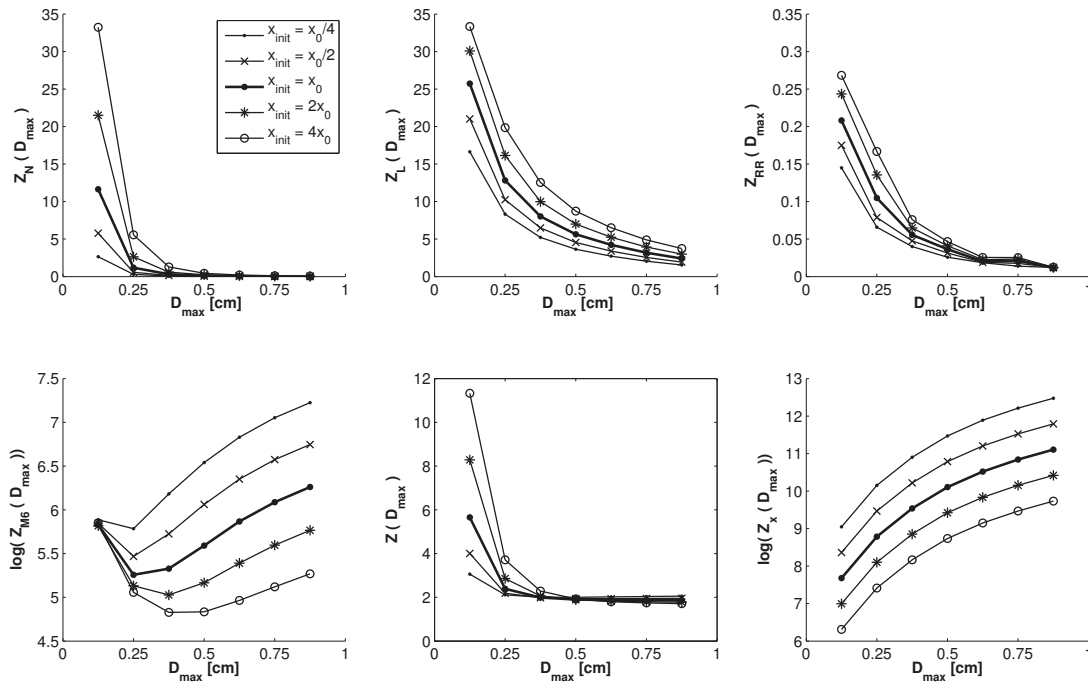 35
30
25
20
15
10
5
0
Z_N ( D_max )
0 0.25 0.5 0.75 1
D_max [cm]
x_init = x_0/4
x_init = x_0/2
x_init = x_0
x_init = 2x_0
x_init = 4x_0
35
30
25
20
15
10
5
0
Z_L ( D_max )
0 0.25 0.5 0.75 1
D_max [cm]
0.35
0.3
0.25
0.2
0.15
0.1
0.05
0
Z_RR ( D_max )
0 0.25 0.5 0.75 1
D_max [cm]
7.5
7
6.5
6
5.5
5
4.5
log( Z_M6 ( D_max ))
0 0.25 0.5 0.75 1
D_max [cm]
12
10
8
6
4
2
0
Z ( D_max )
0 0.25 0.5 0.75 1
D_max [cm]
13
12
11
10
9
8
7
6
log( Z_x ( D_max ))
0 0.25 0.5 0.75 1
D_max [cm]